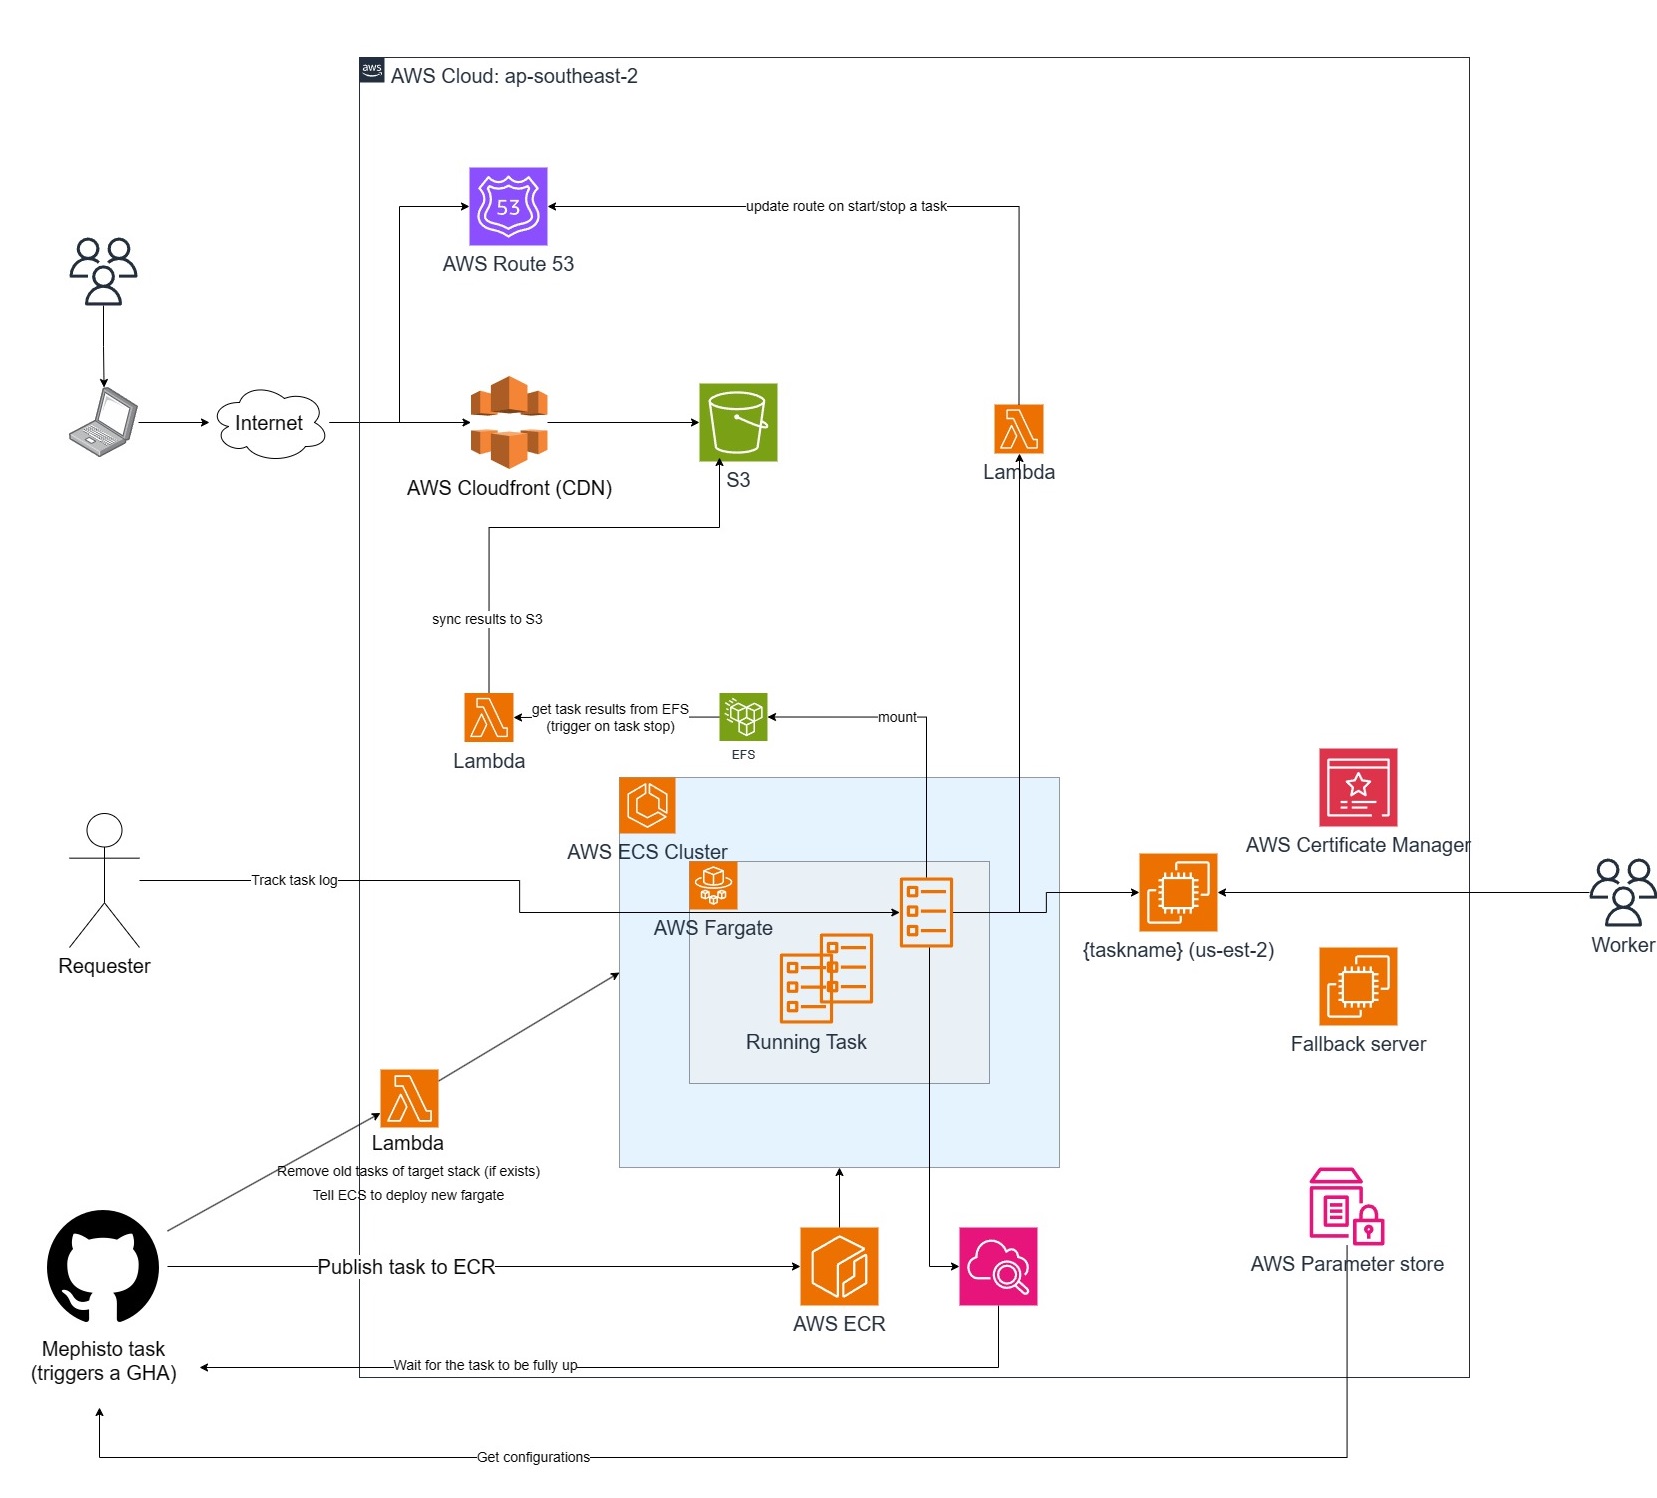 aws
AWS Cloud: ap-southeast-2
53
AWS Route 53
update route on start/stop a task
Internet
AWS Cloudfront (CDN)
S3
Lambda
sync results to S3
Lambda
get task results from EFS
(trigger on task stop)
EFS
mount
AWS ECS Cluster
AWS Fargate
Running Task
Track task log
Requester
AWS Certificate Manager
{taskname} (us-est-2)
Worker
Fallback server
Lambda
Remove old tasks of target stack (if exists)
Tell ECS to deploy new fargate
Publish task to ECR
AWS ECR
AWS Parameter store
Mephisto task
(triggers a GHA)
Wait for the task to be fully up
Get configurations